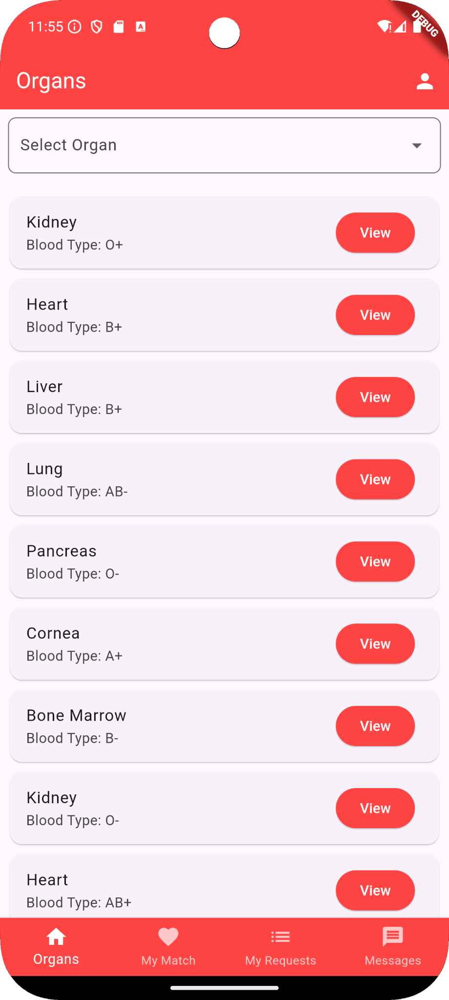 11:55
DEBUG
Organs
Select Organ
Kidney
Blood Type: O+
View
Heart
Blood Type: B+
View
Liver
Blood Type: B+
View
Lung
Blood Type: AB-
View
Pancreas
Blood Type: O-
View
Cornea
Blood Type: A+
View
Bone Marrow
Blood Type: B-
View
Kidney
Blood Type: O-
View
Heart
Blood Type: AB+
View
Organs
My Match
My Requests
Messages